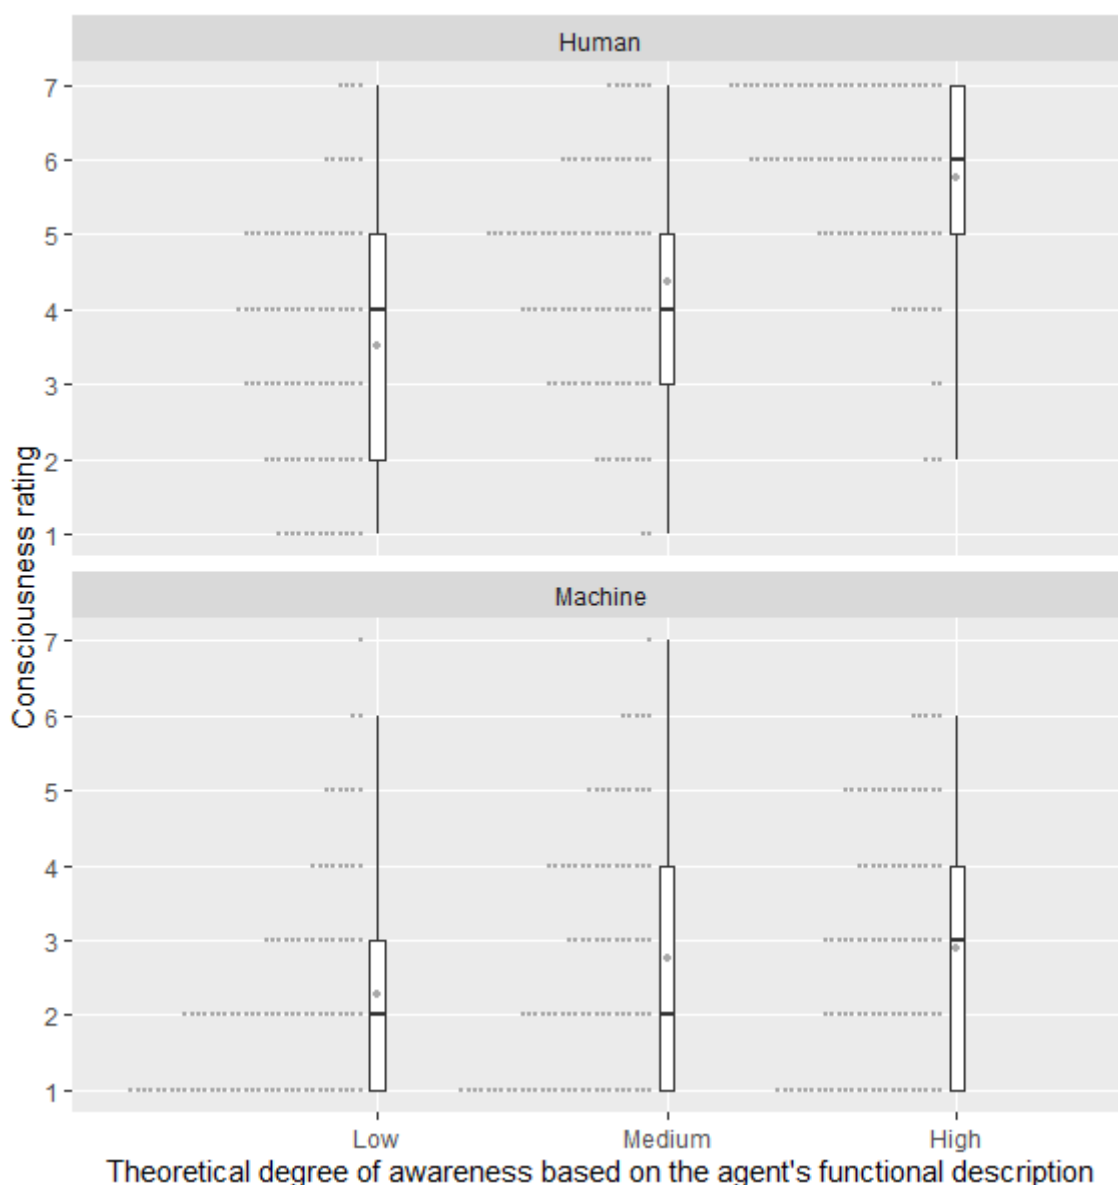 Human
7
6
5
4
3
2
1
Machine
7
6
5
4
3
2
1
Consciousness rating
Low Medium High
Theoretical degree of awareness based on the agent's functional description